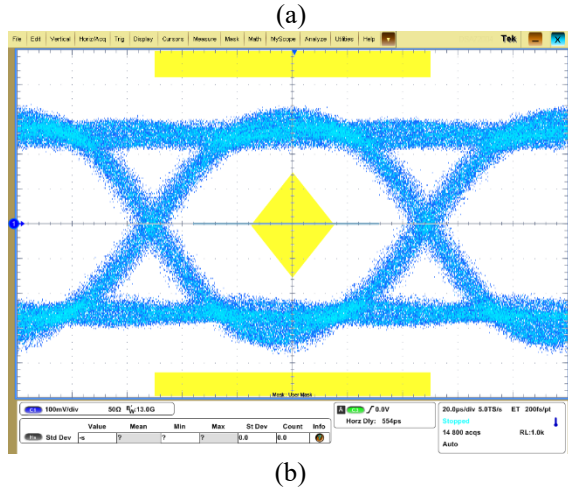 (a)
File Edit Vertical Horiz/Acq Trig Display Cursors Measure Mask Math MyScope Analyze Utilities Help Tek X
1
Mask: User Mask
C1 100mV/div 50Ω BW:13.0G
A C1 0.0V
Horz Dly: 554ps
20.0ps/div 5.0TS/s ET 200fs/pt
Stopped
14 800 acqs RL:1.0k
Auto
Value Mean Min Max St Dev Count Info
Std Dev -s ? ? ? 0.0 0.0
(b)